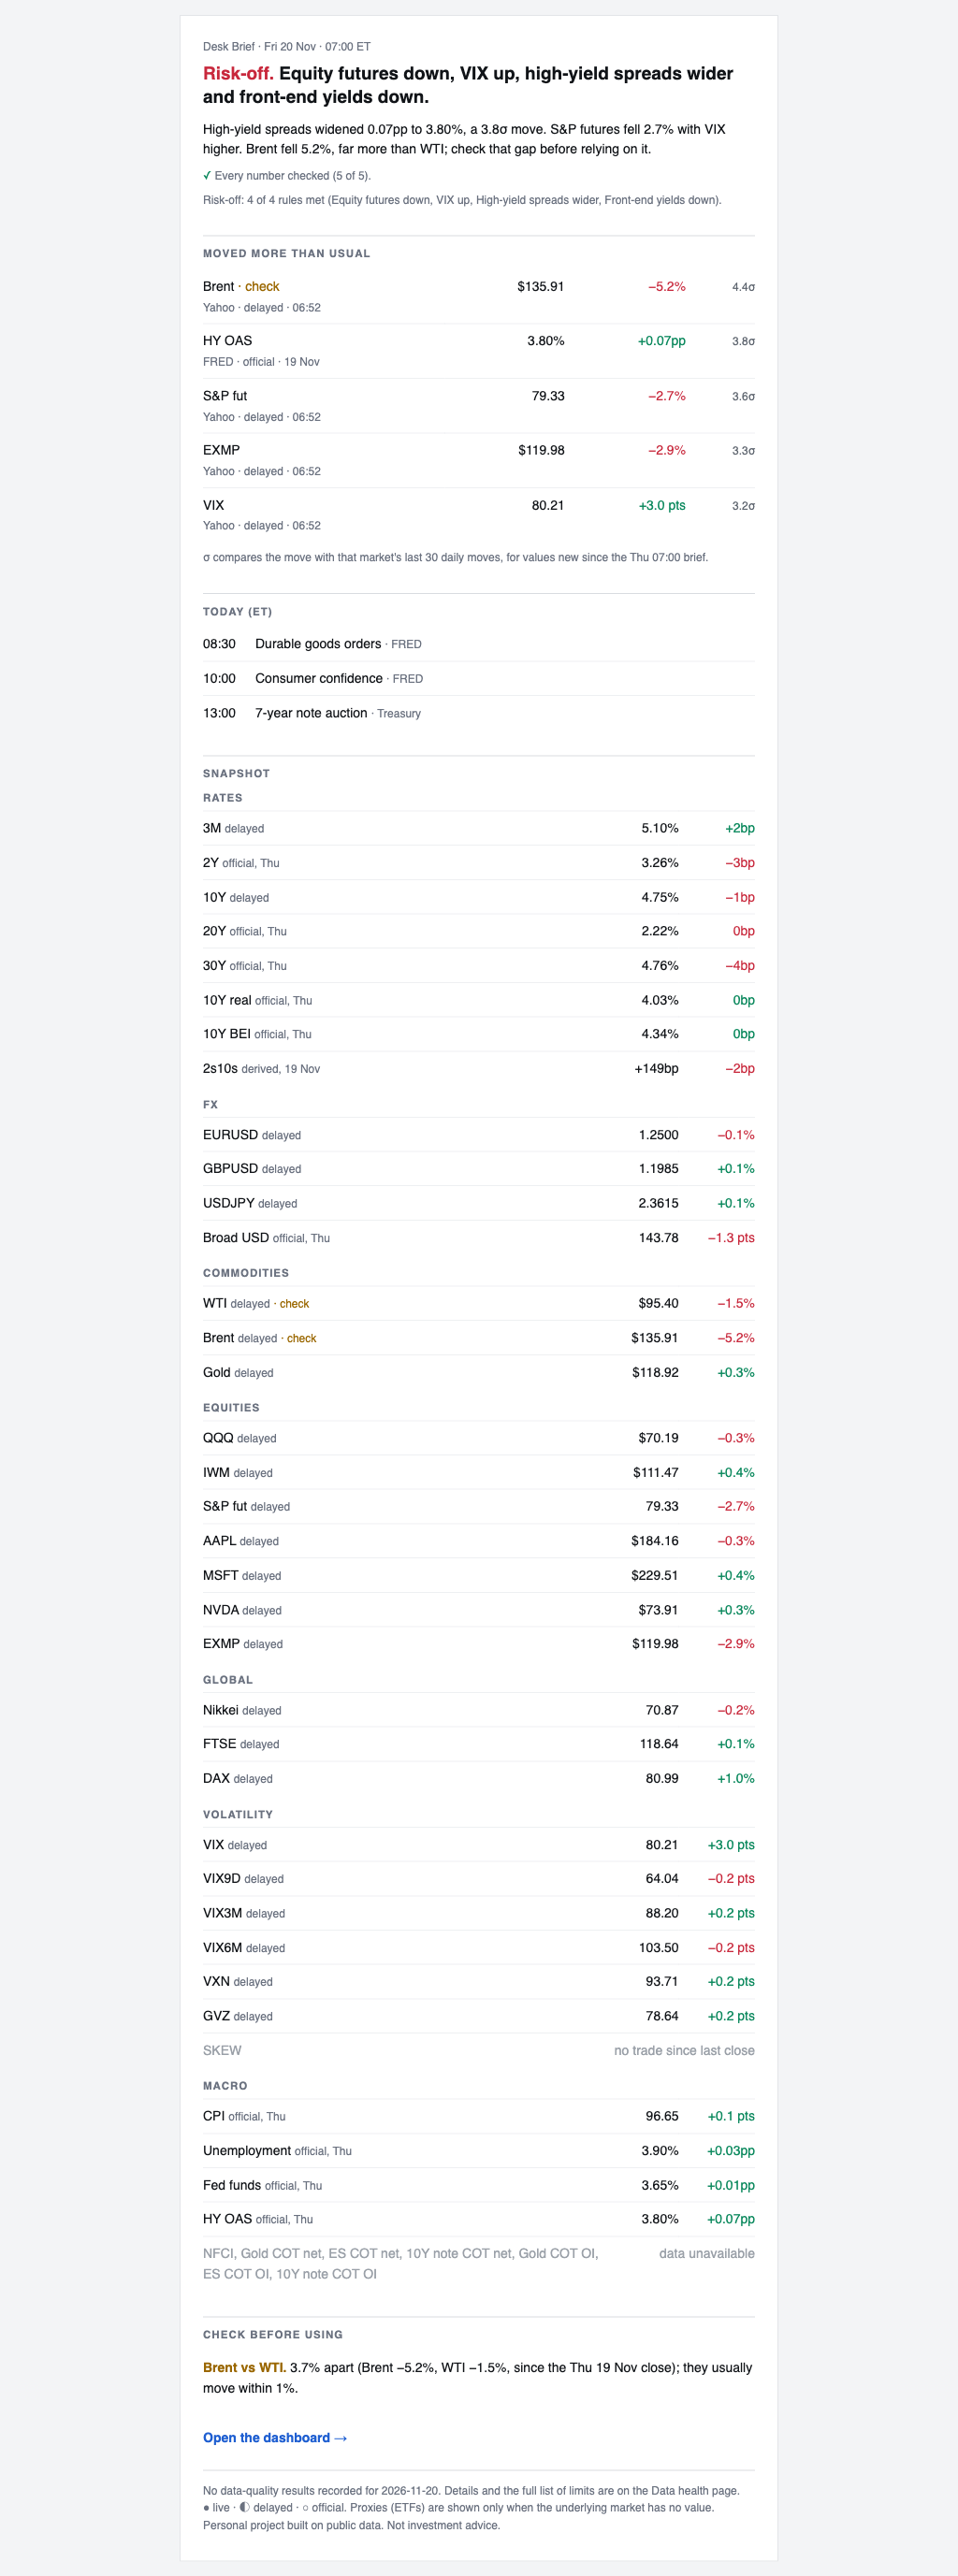 Desk Brief · Fri 20 Nov · 07:00 ET
Risk-off. Equity futures down, VIX up, high-yield spreads wider
and front-end yields down.
High-yield spreads widened 0.07pp to 3.80%, a 3.8σ move. S&P futures fell 2.7% with VIX
higher. Brent fell 5.2%, far more than WTI; check that gap before relying on it.
✓ Every number checked (5 of 5).
Risk-off: 4 of 4 rules met (Equity futures down, VIX up, High-yield spreads wider, Front-end yields down).
MOVED MORE THAN USUAL
Brent · check $135.91 −5.2% 4.4σ
Yahoo · delayed · 06:52
HY OAS 3.80% +0.07pp 3.8σ
FRED · official · 19 Nov
S&P fut 79.33 −2.7% 3.6σ
Yahoo · delayed · 06:52
EXMP $119.98 −2.9% 3.3σ
Yahoo · delayed · 06:52
VIX 80.21 +3.0 pts 3.2σ
Yahoo · delayed · 06:52
σ compares the move with that market's last 30 daily moves, for values new since the Thu 07:00 brief.
TODAY (ET)
08:30 Durable goods orders · FRED
10:00 Consumer confidence · FRED
13:00 7-year note auction · Treasury
SNAPSHOT
RATES
3M delayed 5.10% +2bp
2Y official, Thu 3.26% −3bp
10Y delayed 4.75% −1bp
20Y official, Thu 2.22% 0bp
30Y official, Thu 4.76% −4bp
10Y real official, Thu 4.03% 0bp
10Y BEI official, Thu 4.34% 0bp
2s10s derived, 19 Nov +149bp −2bp
FX
EURUSD delayed 1.2500 −0.1%
GBPUSD delayed 1.1985 +0.1%
USDJPY delayed 2.3615 +0.1%
Broad USD official, Thu 143.78 −1.3 pts
COMMODITIES
WTI delayed · check $95.40 −1.5%
Brent delayed · check $135.91 −5.2%
Gold delayed $118.92 +0.3%
EQUITIES
QQQ delayed $70.19 −0.3%
IWM delayed $111.47 +0.4%
S&P fut delayed 79.33 −2.7%
AAPL delayed $184.16 −0.3%
MSFT delayed $229.51 +0.4%
NVDA delayed $73.91 +0.3%
EXMP delayed $119.98 −2.9%
GLOBAL
Nikkei delayed 70.87 −0.2%
FTSE delayed 118.64 +0.1%
DAX delayed 80.99 +1.0%
VOLATILITY
VIX delayed 80.21 +3.0 pts
VIX9D delayed 64.04 −0.2 pts
VIX3M delayed 88.20 +0.2 pts
VIX6M delayed 103.50 −0.2 pts
VXN delayed 93.71 +0.2 pts
GVZ delayed 78.64 +0.2 pts
SKEW no trade since last close
MACRO
CPI official, Thu 96.65 +0.1 pts
Unemployment official, Thu 3.90% +0.03pp
Fed funds official, Thu 3.65% +0.01pp
HY OAS official, Thu 3.80% +0.07pp
NFCI, Gold COT net, ES COT net, 10Y note COT net, Gold COT OI, data unavailable
ES COT OI, 10Y note COT OI
CHECK BEFORE USING
Brent vs WTI. 3.7% apart (Brent −5.2%, WTI −1.5%, since the Thu 19 Nov close); they usually
move within 1%.
Open the dashboard →
No data-quality results recorded for 2026-11-20. Details and the full list of limits are on the Data health page.
● live · ◐ delayed · ○ official. Proxies (ETFs) are shown only when the underlying market has no value.
Personal project built on public data. Not investment advice.